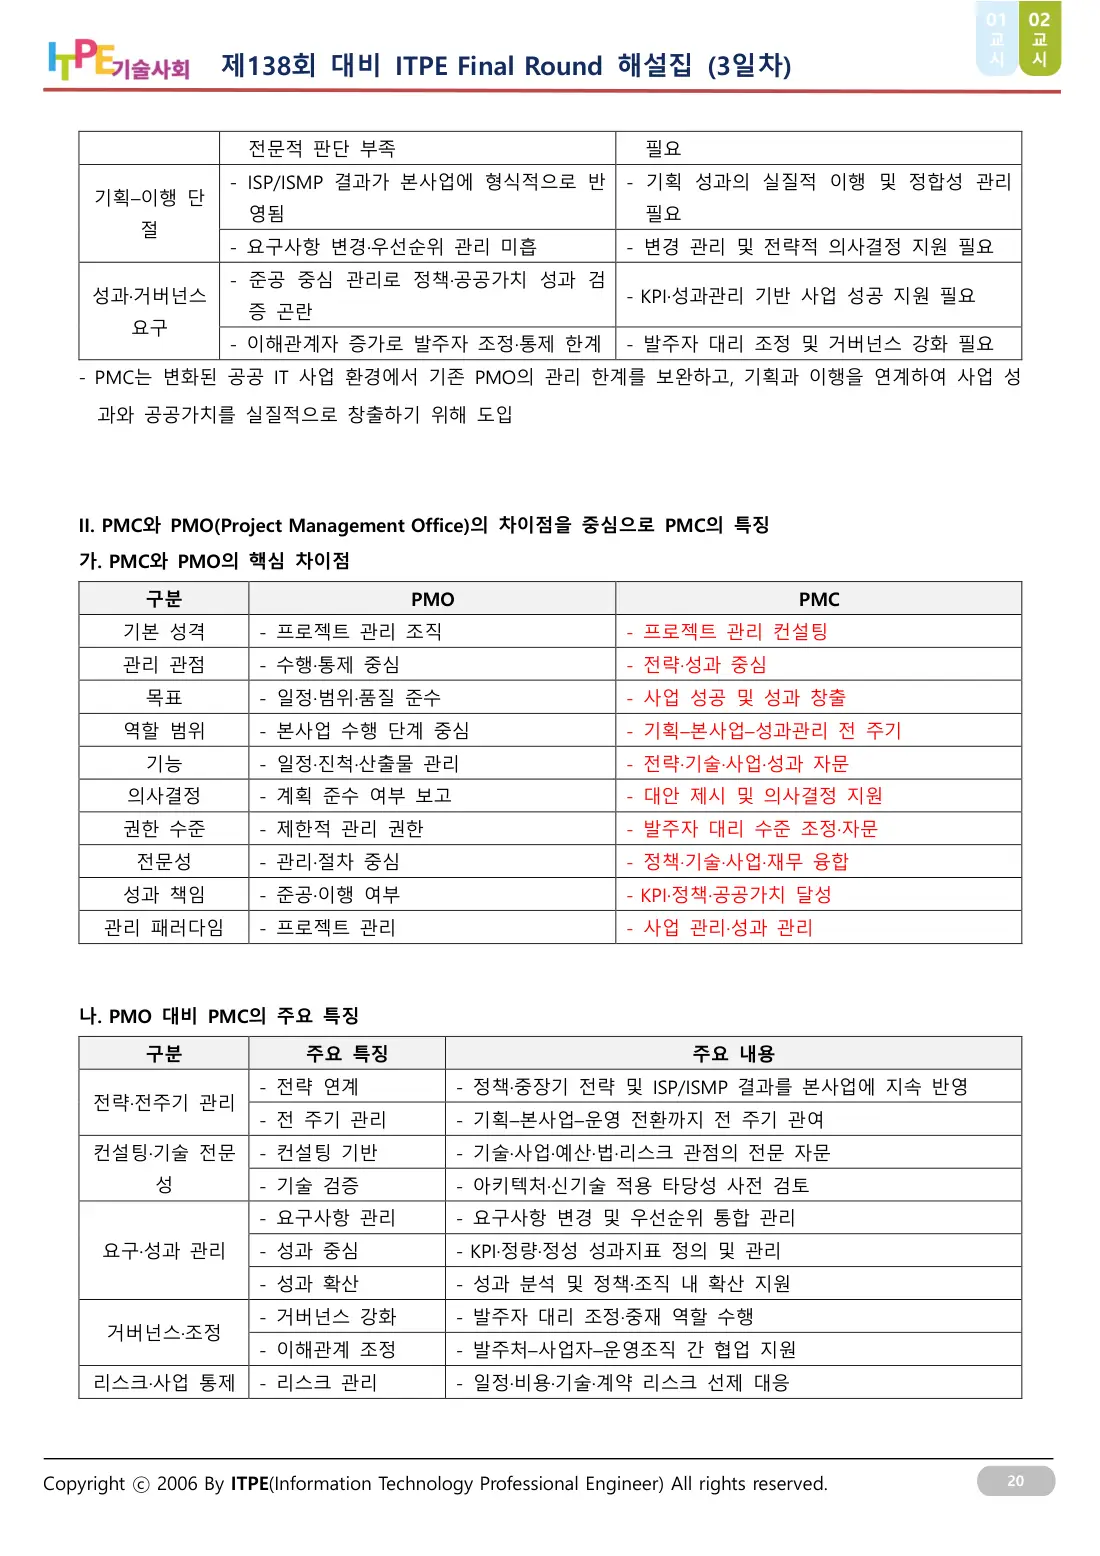 ITPE기술사회 제138회 대비 ITPE Final Round 해설집 (3일차)
01 교시
02 교시
전문적 판단 부족 필요
기획–이행 단절
- ISP/ISMP 결과가 본사업에 형식적으로 반
영됨
- 기획 성과의 실질적 이행 및 정합성 관리
필요
- 요구사항 변경·우선순위 관리 미흡 - 변경 관리 및 전략적 의사결정 지원 필요
성과·거버넌스
요구
- 준공 중심 관리로 정책·공공가치 성과 검
증 곤란
- KPI·성과관리 기반 사업 성공 지원 필요
- 이해관계자 증가로 발주자 조정·통제 한계 - 발주자 대리 조정 및 거버넌스 강화 필요
- PMC는 변화된 공공 IT 사업 환경에서 기존 PMO의 관리 한계를 보완하고, 기획과 이행을 연계하여 사업 성
과와 공공가치를 실질적으로 창출하기 위해 도입
II. PMC와 PMO(Project Management Office)의 차이점을 중심으로 PMC의 특징
가. PMC와 PMO의 핵심 차이점
구분 PMO PMC
기본 성격 - 프로젝트 관리 조직 - 프로젝트 관리 컨설팅
관리 관점 - 수행·통제 중심 - 전략·성과 중심
목표 - 일정·범위·품질 준수 - 사업 성공 및 성과 창출
역할 범위 - 본사업 수행 단계 중심 - 기획–본사업–성과관리 전 주기
기능 - 일정·진척·산출물 관리 - 전략·기술·사업·성과 자문
의사결정 - 계획 준수 여부 보고 - 대안 제시 및 의사결정 지원
권한 수준 - 제한적 관리 권한 - 발주자 대리 수준 조정·자문
전문성 - 관리·절차 중심 - 정책·기술·사업·재무 융합
성과 책임 - 준공·이행 여부 - KPI·정책·공공가치 달성
관리 패러다임 - 프로젝트 관리 - 사업 관리·성과 관리
나. PMO 대비 PMC의 주요 특징
구분 주요 특징 주요 내용
전략·전주기 관리
- 전략 연계 - 정책·중장기 전략 및 ISP/ISMP 결과를 본사업에 지속 반영
- 전 주기 관리 - 기획–본사업–운영 전환까지 전 주기 관여
컨설팅·기술 전문
성
- 컨설팅 기반 - 기술·사업·예산·법·리스크 관점의 전문 자문
- 기술 검증 - 아키텍처·신기술 적용 타당성 사전 검토
요구·성과 관리
- 요구사항 관리 - 요구사항 변경 및 우선순위 통합 관리
- 성과 중심 - KPI·정량·정성 성과지표 정의 및 관리
- 성과 확산 - 성과 분석 및 정책·조직 내 확산 지원
거버넌스·조정
- 거버넌스 강화 - 발주자 대리 조정·중재 역할 수행
- 이해관계 조정 - 발주처–사업자–운영조직 간 협업 지원
리스크·사업 통제 - 리스크 관리 - 일정·비용·기술·계약 리스크 선제 대응
Copyright ⓒ 2006 By ITPE(Information Technology Professional Engineer) All rights reserved.
20